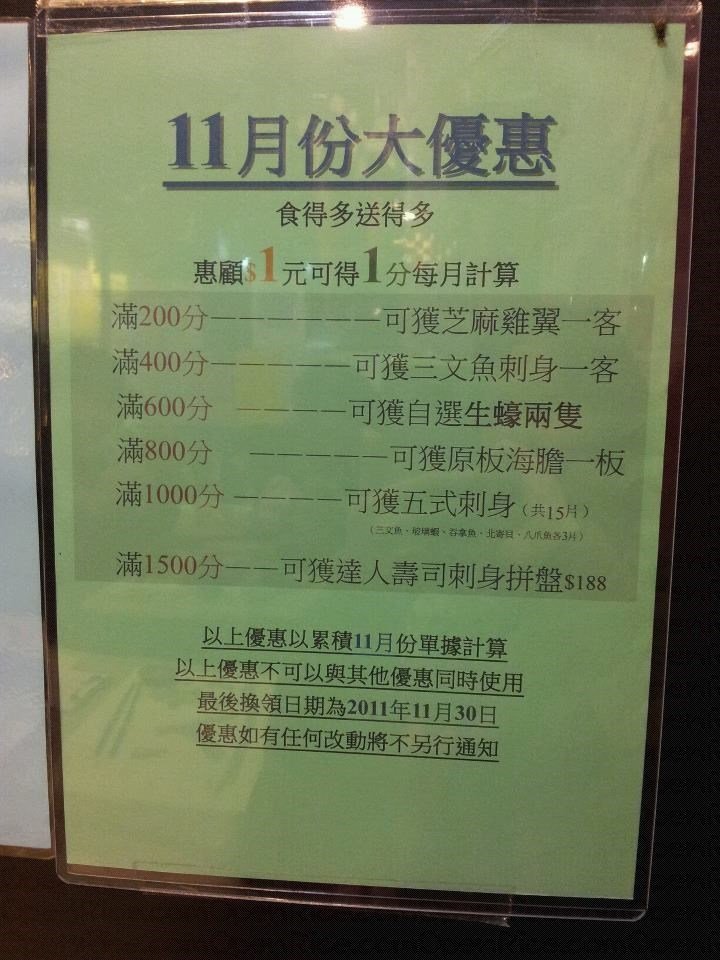 11月份大優惠
食得多送得多
惠顧$1元可得1分每月計算
滿200分——————可獲芝麻雞翼一客
滿400分—————可獲三文魚刺身一客
滿600分 ————可獲自選生蠔兩隻
滿800分 —————可獲原板海膽一板
滿1000分 ————可獲五式刺身（共15片）
（三文魚、玻璃蝦、吞拿魚、北寄貝、八爪魚各3片）
滿1500分——可獲達人壽司刺身拼盤$188
以上優惠以累積11月份單據計算
以上優惠不可以與其他優惠同時使用
最後換領日期為2011年11月30日
優惠如有任何改動將不另行通知